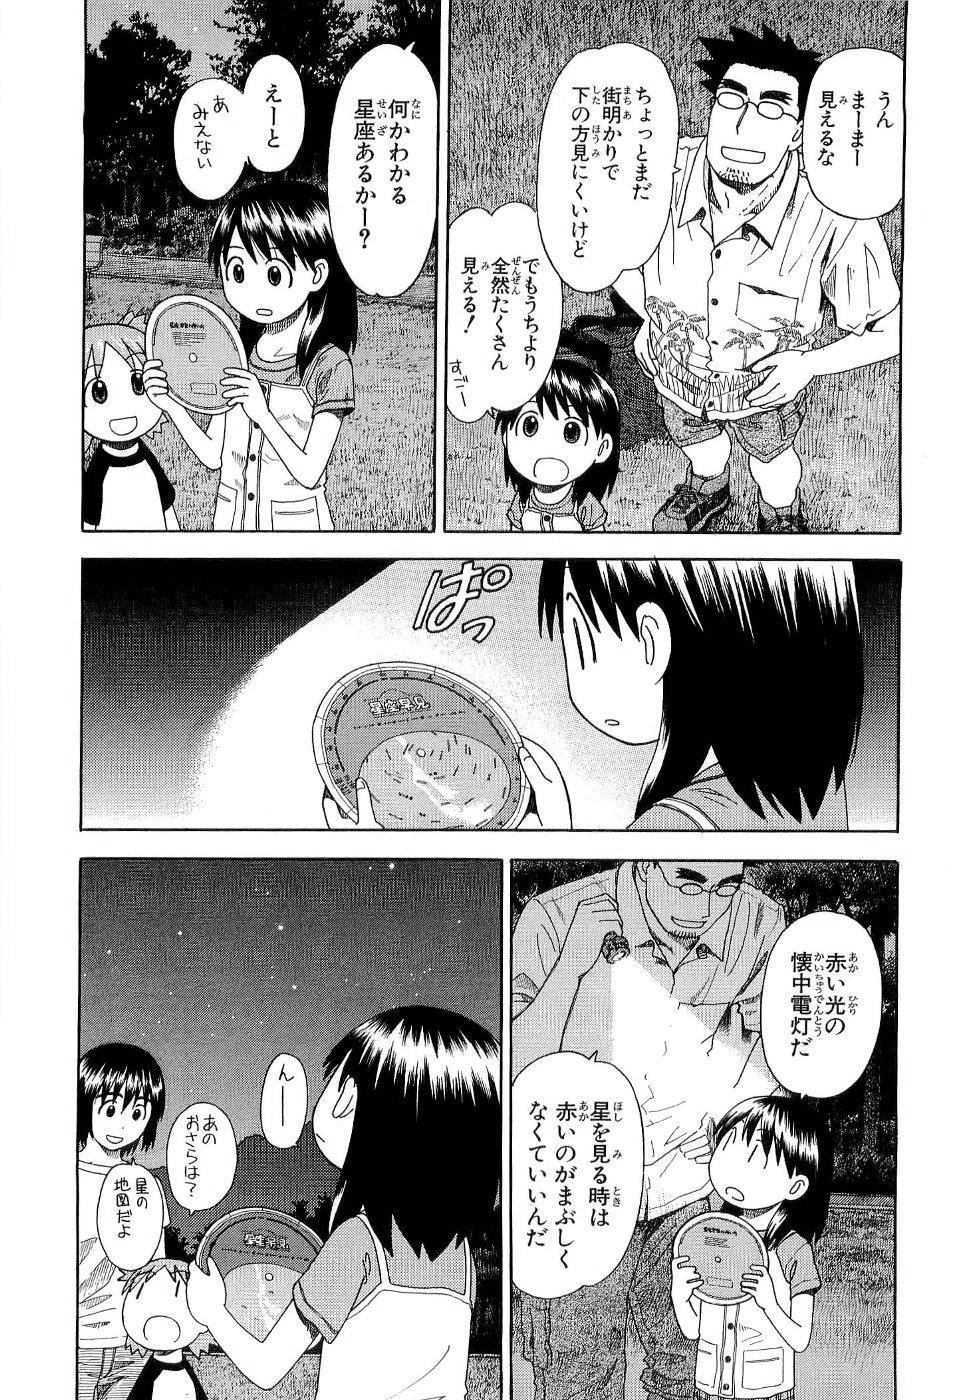 うん
まーまー
見えるな
ちょっとまだ
街明かりで
下の方見にくいけど
でもうちより
全然たくさん
見える!
すごー
何かわかる
星座あるかー?
えーと
あ
みえない
ぱっ
赤い光の
懐中電灯だ
星を見る時は
赤いのがまぶしく
なくていいんだ
んー
あの
おさらは?
星の
地図だよ